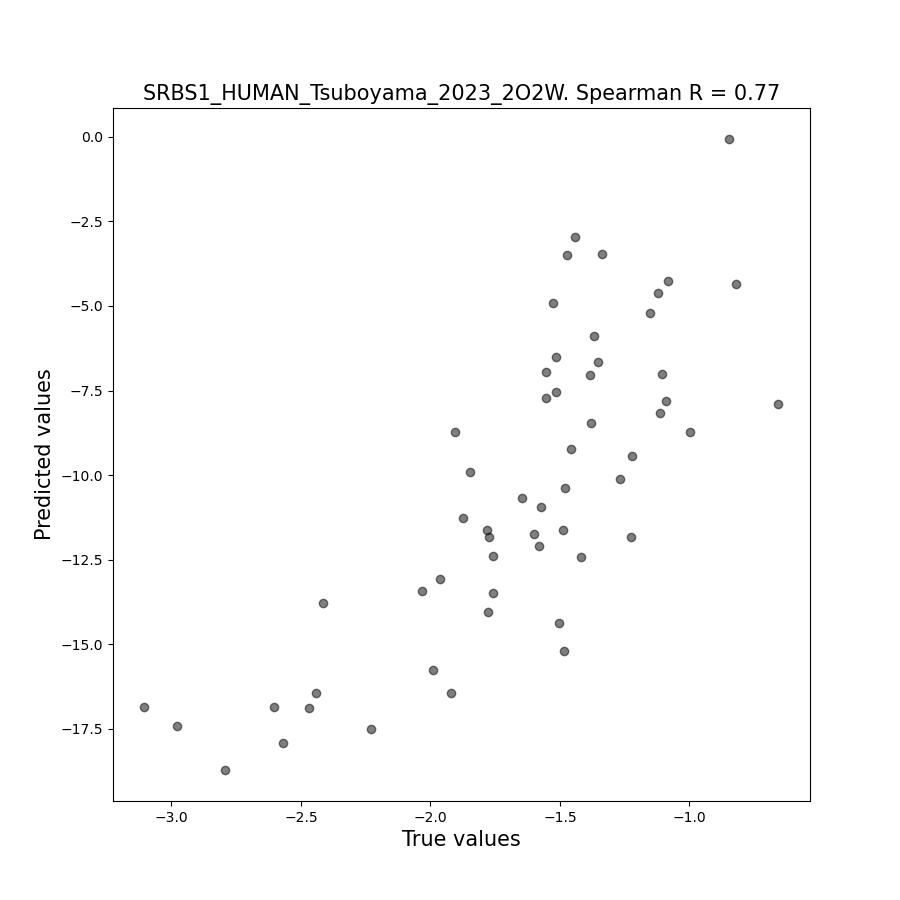 SRBS1_HUMAN_Tsuboyama_2023_2O2W. Spearman R = 0.77
0.0
−2.5
−5.0
−7.5
−10.0
−12.5
−15.0
−17.5
Predicted values
−3.0 −2.5 −2.0 −1.5 −1.0
True values